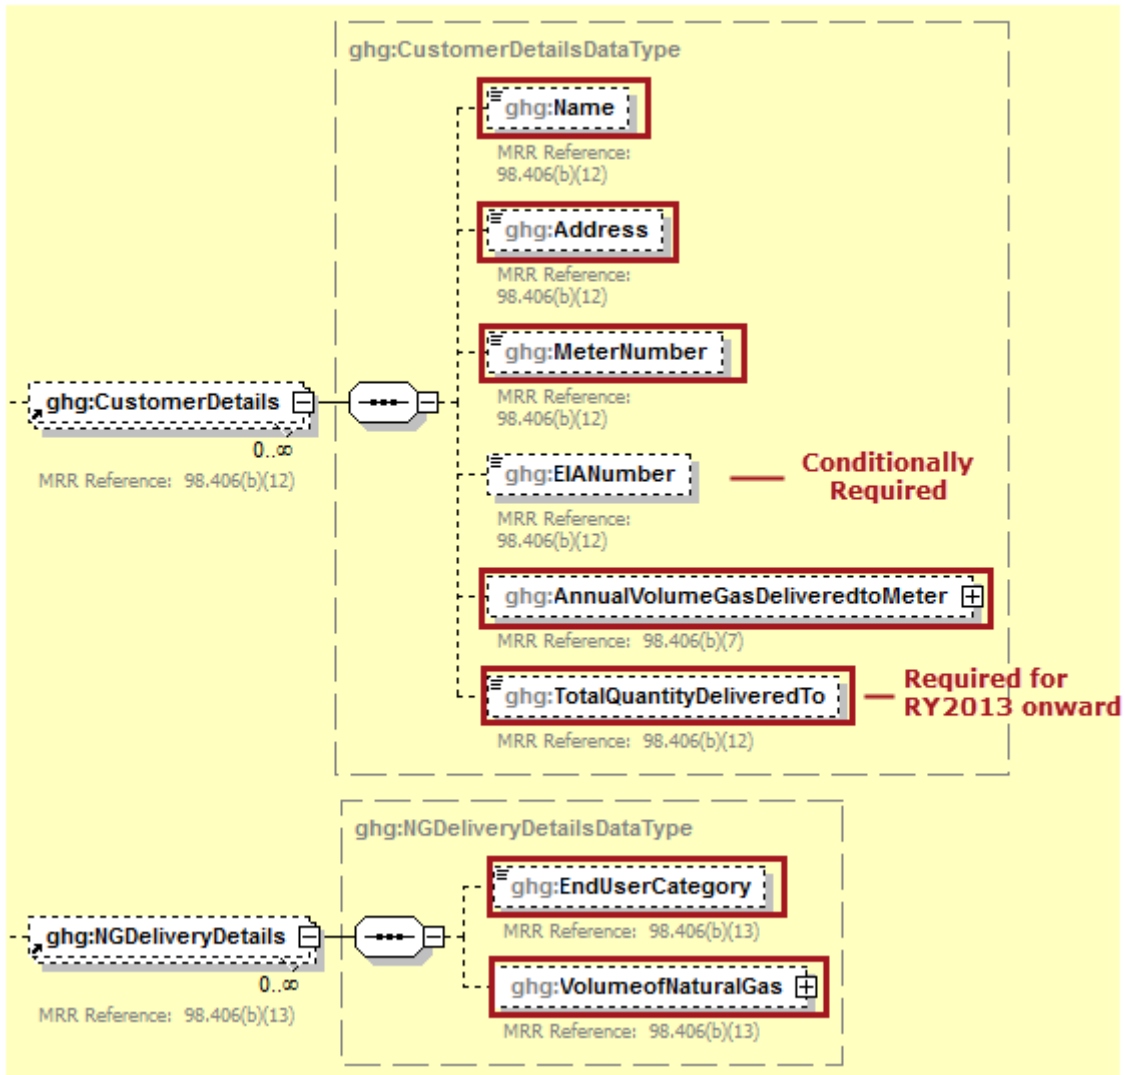 ghg:CustomerDetailsDataType
ghg:Name
MRR Reference:
98.406(b)(12)
ghg:Address
MRR Reference:
98.406(b)(12)
ghg:MeterNumber
MRR Reference:
98.406(b)(12)
ghg:CustomerDetails
0..∞
MRR Reference: 98.406(b)(12)
ghg:EIANumber
MRR Reference:
98.406(b)(12)
Conditionally
Required
ghg:AnnualVolumeGasDeliveredtoMeter
MRR Reference: 98.406(b)(7)
ghg:TotalQuantityDeliveredTo
MRR Reference: 98.406(b)(12)
Required for
RY2013 onward
ghg:NGDeliveryDetailsDataType
ghg:EndUserCategory
MRR Reference: 98.406(b)(13)
ghg:NGDeliveryDetails
0..∞
MRR Reference: 98.406(b)(13)
ghg:VolumeofNaturalGas
MRR Reference: 98.406(b)(13)